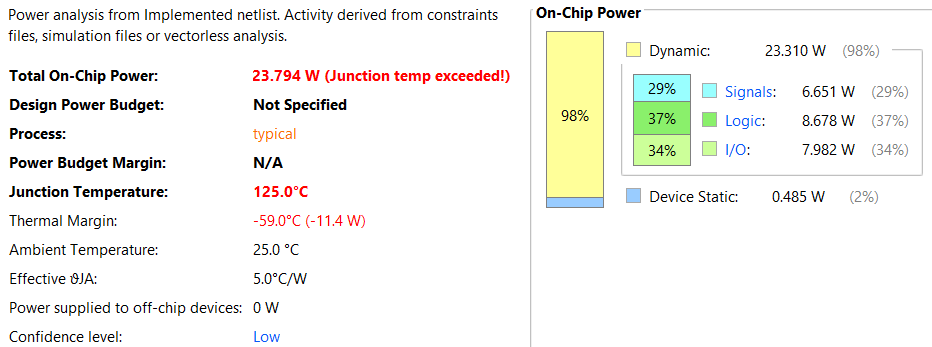 Power analysis from Implemented netlist. Activity derived from constraints
files, simulation files or vectorless analysis.
Total On-Chip Power: 23.794 W (Junction temp exceeded!)
Design Power Budget: Not Specified
Process: typical
Power Budget Margin: N/A
Junction Temperature: 125.0°C
Thermal Margin: -59.0°C (-11.4 W)
Ambient Temperature: 25.0 °C
Effective ϑJA: 5.0°C/W
Power supplied to off-chip devices: 0 W
Confidence level: Low
On-Chip Power
98%
Dynamic: 23.310 W (98%)
29% Signals: 6.651 W (29%)
37% Logic: 8.678 W (37%)
34% I/O: 7.982 W (34%)
Device Static: 0.485 W (2%)